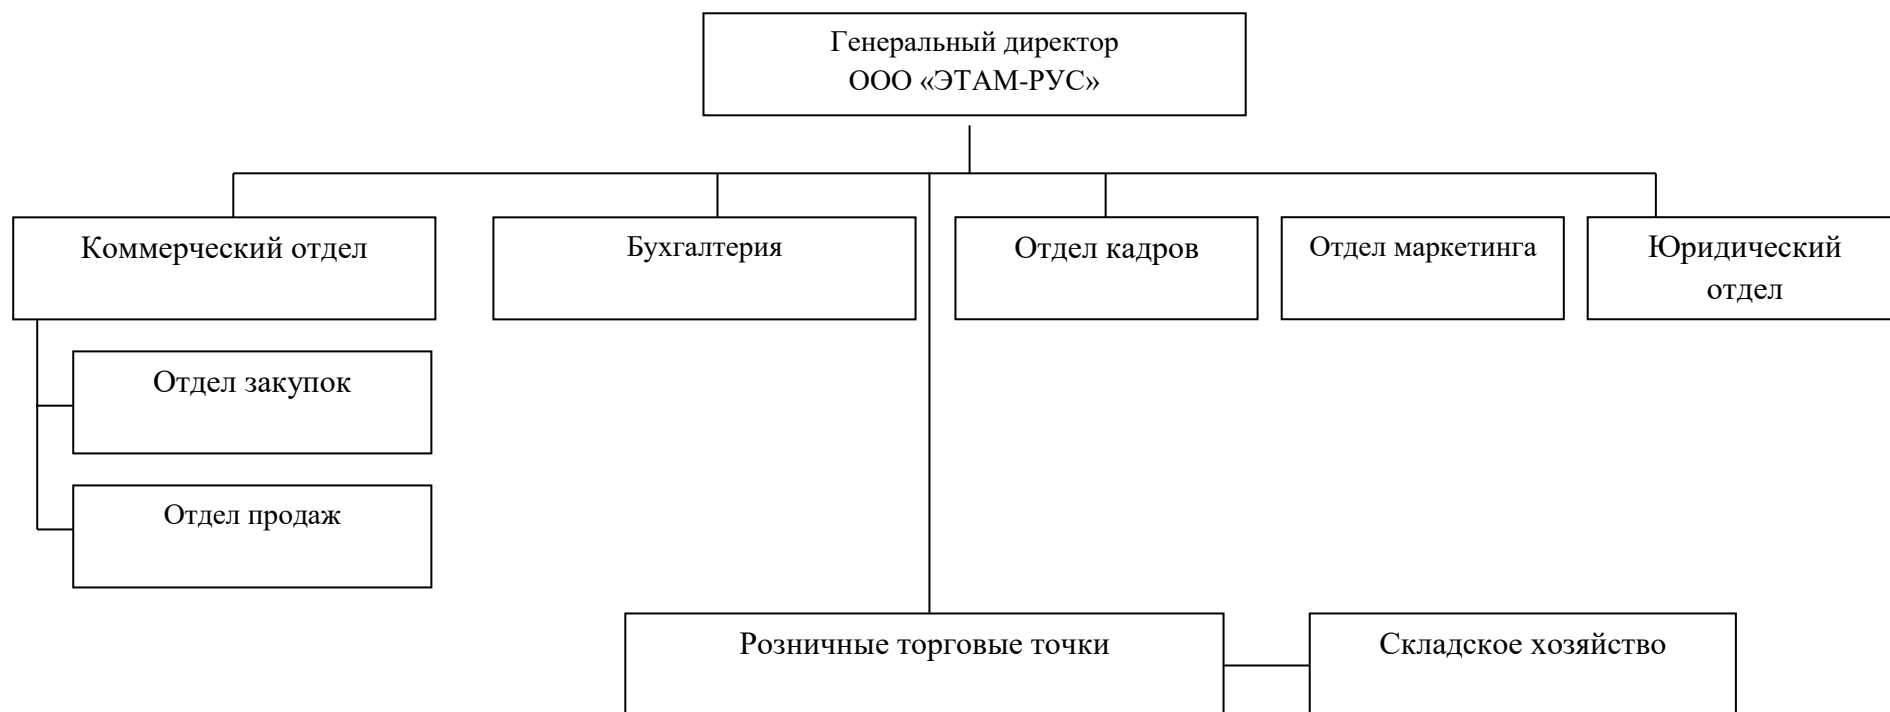 Генеральный директор
ООО «ЭТАМ-РУС»
Коммерческий отдел
Бухгалтерия
Отдел кадров
Отдел маркетинга
Юридический
отдел
Отдел закупок
Отдел продаж
Розничные торговые точки
Складское хозяйство